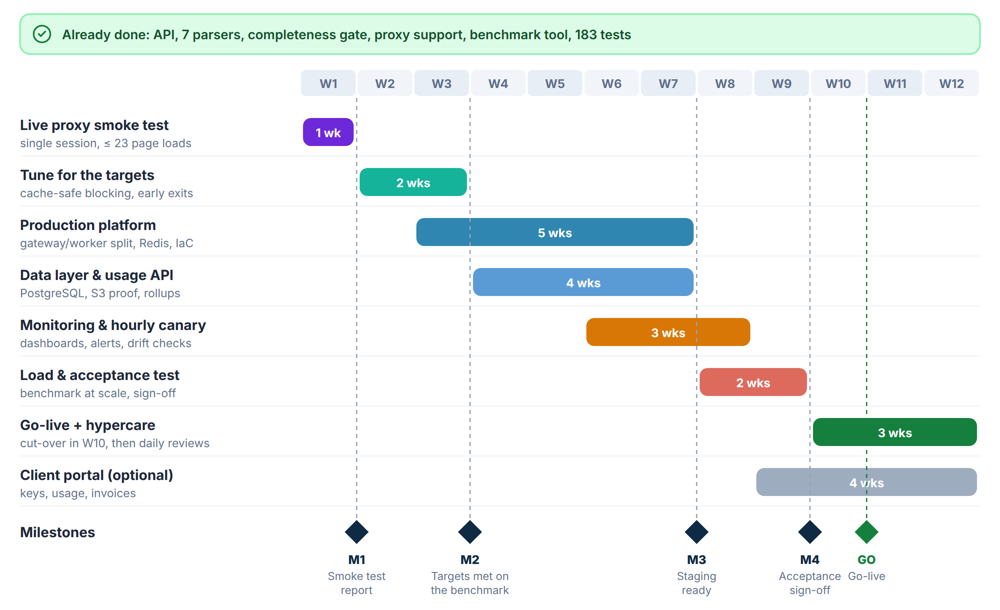 Already done: API, 7 parsers, completeness gate, proxy support, benchmark tool, 183 tests
W1 W2 W3 W4 W5 W6 W7 W8 W9 W10 W11 W12
Live proxy smoke test
single session, ≤ 23 page loads
1 wk
Tune for the targets
cache-safe blocking, early exits
2 wks
Production platform
gateway/worker split, Redis, IaC
5 wks
Data layer & usage API
PostgreSQL, S3 proof, rollups
4 wks
Monitoring & hourly canary
dashboards, alerts, drift checks
3 wks
Load & acceptance test
benchmark at scale, sign-off
2 wks
Go-live + hypercare
cut-over in W10, then daily reviews
3 wks
Client portal (optional)
keys, usage, invoices
4 wks
Milestones
M1
Smoke test
report
M2
Targets met on
the benchmark
M3
Staging
ready
M4
Acceptance
sign-off
GO
Go-live